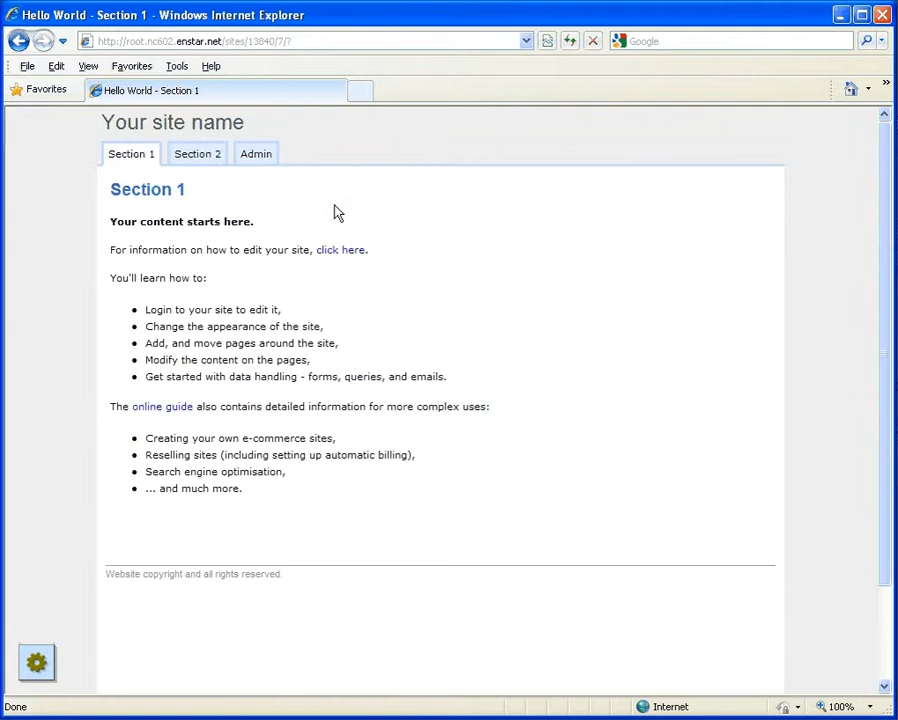 Hello World - Section 1 - Windows Internet Explorer
http://root.nc602.enstar.net/sites/13840/7/?
Google
File Edit View Favorites Tools Help
Favorites
Hello World - Section 1
»
Your site name
Section 1 Section 2 Admin
Section 1
Your content starts here.
For information on how to edit your site, click here.
You'll learn how to:
• Login to your site to edit it,
• Change the appearance of the site,
• Add, and move pages around the site,
• Modify the content on the pages,
• Get started with data handling - forms, queries, and emails.
The online guide also contains detailed information for more complex uses:
• Creating your own e-commerce sites,
• Reselling sites (including setting up automatic billing),
• Search engine optimisation,
• ... and much more.
Website copyright and all rights reserved.
Done
Internet
100%